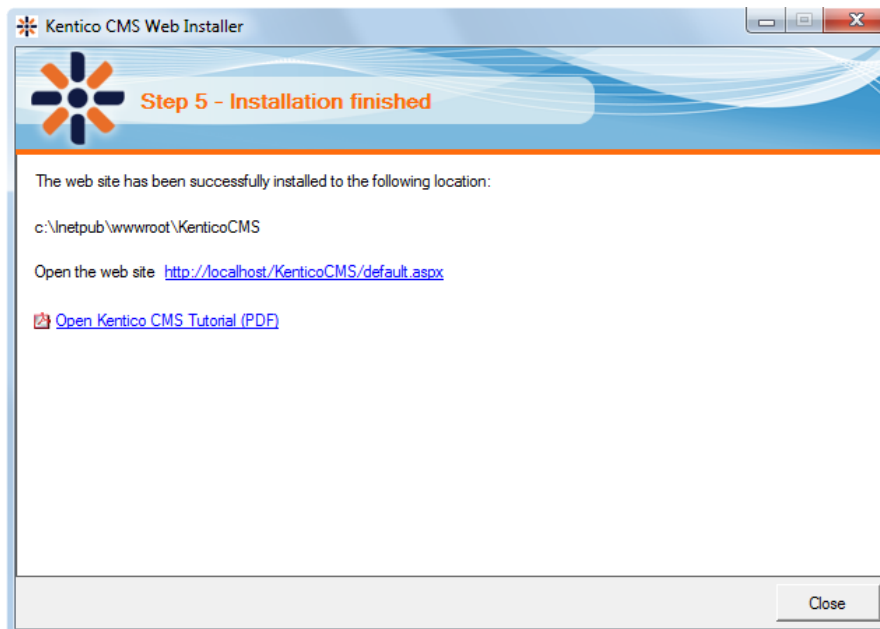 Kentico CMS Web Installer
Step 5 - Installation finished
The web site has been successfully installed to the following location:
c:\Inetpub\wwwroot\KenticoCMS
Open the web site http://localhost/KenticoCMS/default.aspx
Open Kentico CMS Tutorial (PDF)
Close